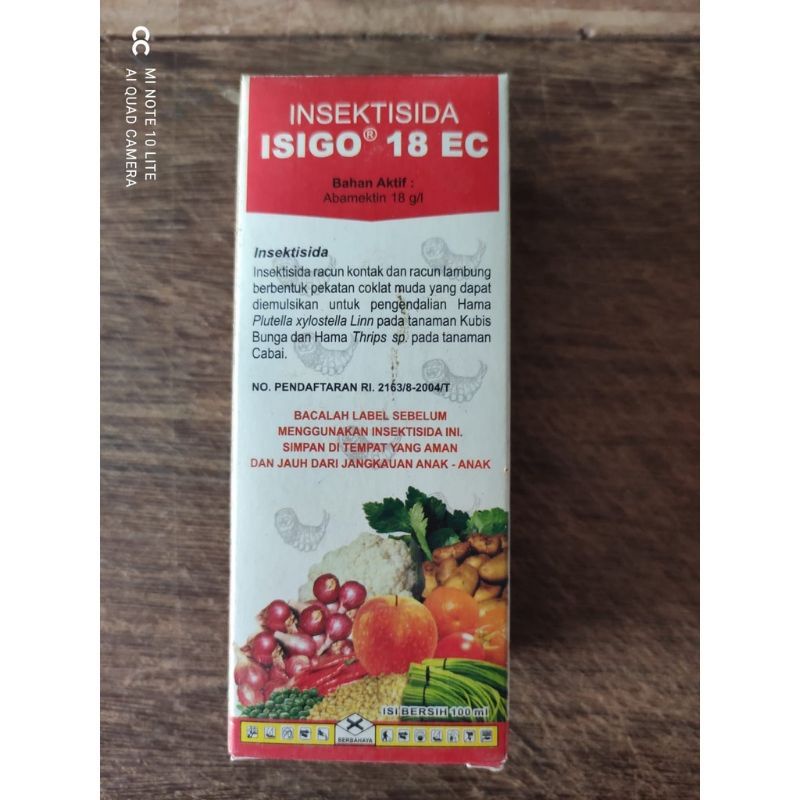 MI NOTE 10 LITE
AI QUAD CAMERA
INSEKTISIDA
ISIGO® 18 EC
Bahan Aktif :
Abamektin 18 g/l
Insektisida
Insektisida racun kontak dan racun lambung
berbentuk pekatan coklat muda yang dapat
diemulsikan untuk pengendalian Hama
Plutella xylostella Linn pada tanaman Kubis
Bunga dan Hama Thrips sp. pada tanaman
Cabai.
NO. PENDAFTARAN RI. 2163/8-2004/T
BACALAH LABEL SEBELUM
MENGGUNAKAN INSEKTISIDA INI.
SIMPAN DI TEMPAT YANG AMAN
DAN JAUH DARI JANGKAUAN ANAK - ANAK
ISI BERSIH 100 ml
BERBAHAYA